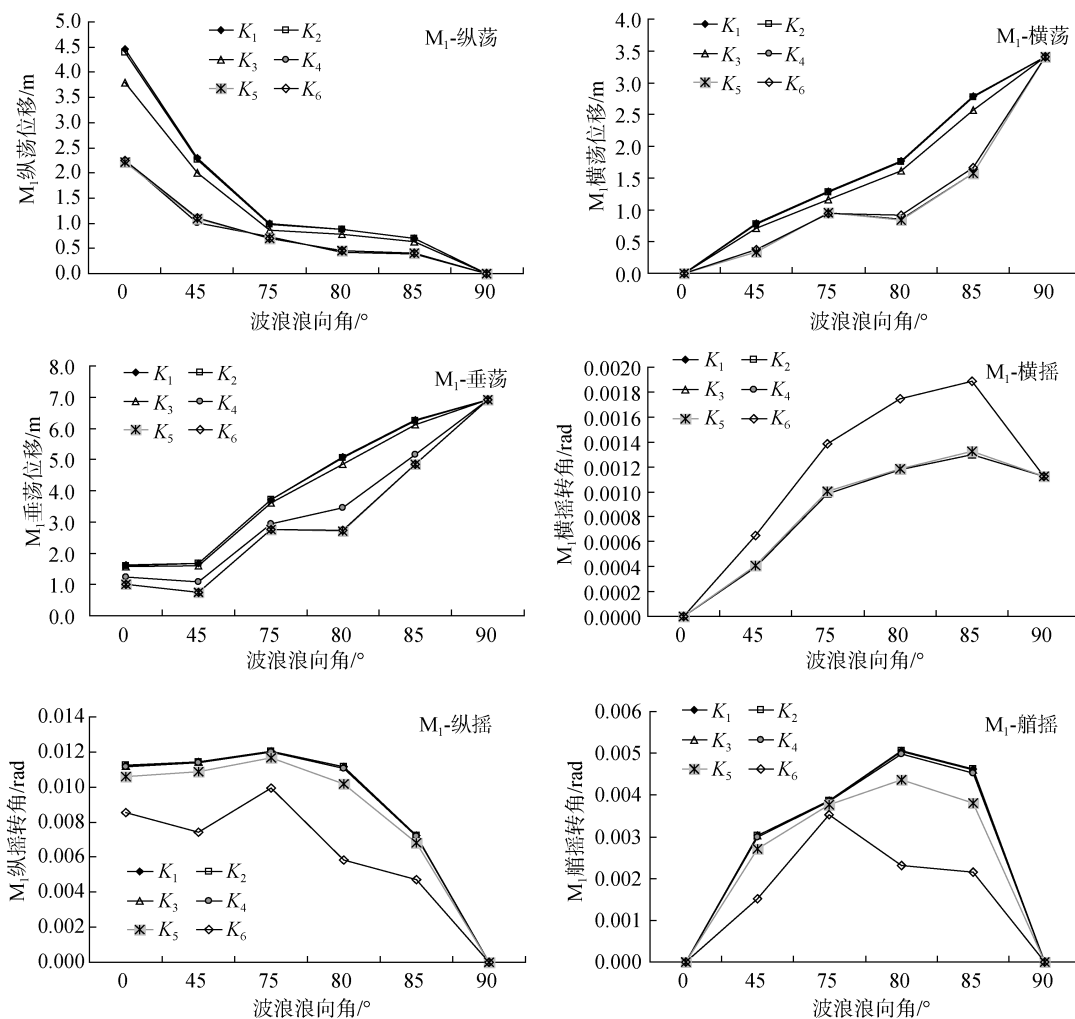 M₁-纵荡
K₁ K₂
K₃ K₄
K₅ K₆
M₁纵荡位移/m
5.0
4.5
4.0
3.5
3.0
2.5
2.0
1.5
1.0
0.5
0.0
0 45 75 80 85 90
波浪浪向角/°
M₁-横荡
K₁ K₂
K₃ K₄
K₅ K₆
M₁横荡位移/m
4.0
3.5
3.0
2.5
2.0
1.5
1.0
0.5
0.0
0 45 75 80 85 90
波浪浪向角/°
M₁-垂荡
K₁ K₂
K₃ K₄
K₅ K₆
M₁垂荡位移/m
8.0
7.0
6.0
5.0
4.0
3.0
2.0
1.0
0.0
0 45 75 80 85 90
波浪浪向角/°
M₁-横摇
K₁ K₂
K₃ K₄
K₅ K₆
M₁横摇转角/rad
0.0020
0.0018
0.0016
0.0014
0.0012
0.0010
0.0008
0.0006
0.0004
0.0002
0.0000
0 45 75 80 85 90
波浪浪向角/°
M₁-纵摇
K₁ K₂
K₃ K₄
K₅ K₆
M₁纵摇转角/rad
0.014
0.012
0.010
0.008
0.006
0.004
0.002
0.000
0 45 75 80 85 90
波浪浪向角/°
M₁-艏摇
K₁ K₂
K₃ K₄
K₅ K₆
M₁艏摇转角/rad
0.006
0.005
0.004
0.003
0.002
0.001
0.000
0 45 75 80 85 90
波浪浪向角/°